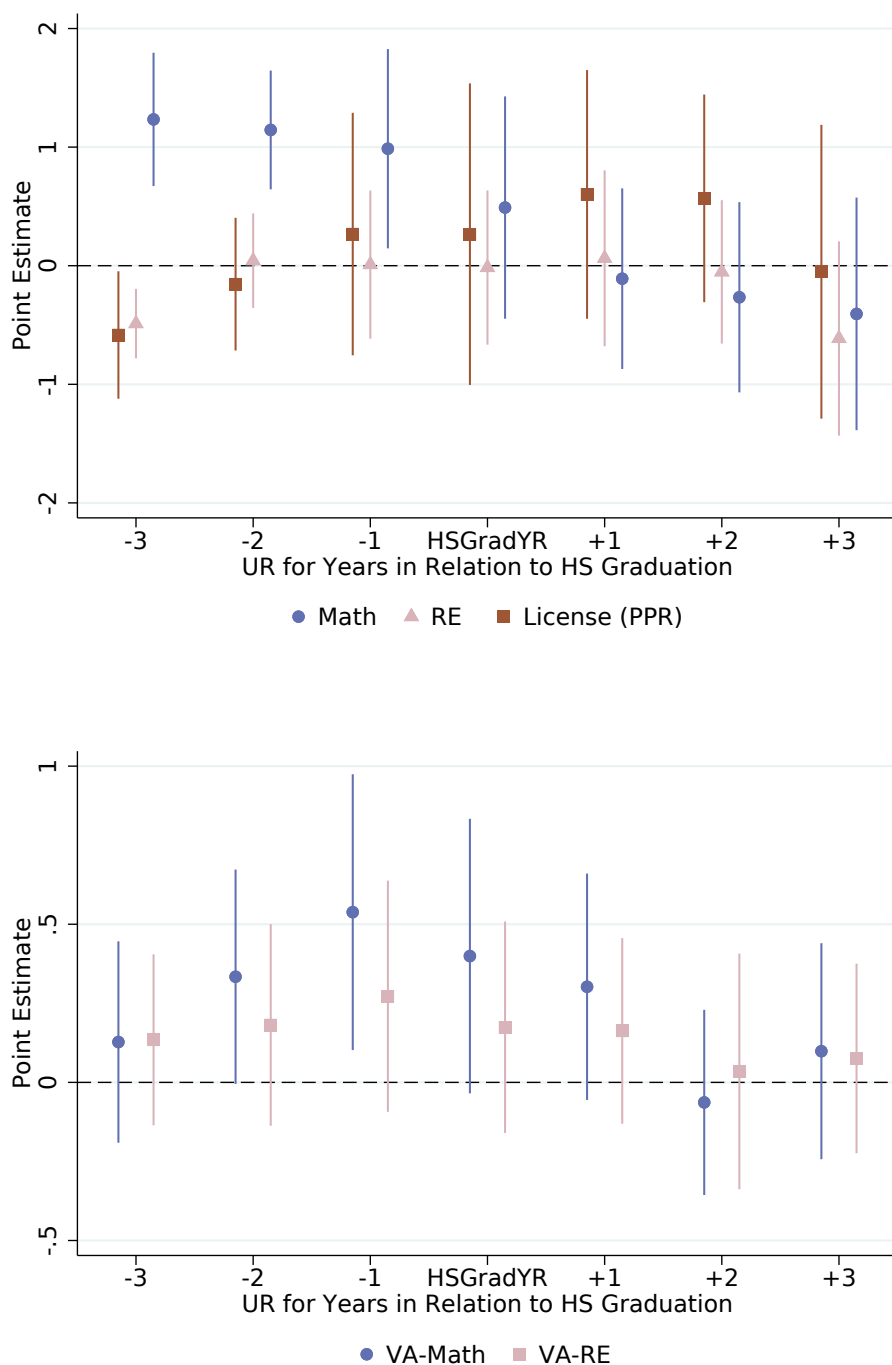 2
1
0
-1
-2
Point Estimate
-3 -2 -1 HSGradYR +1 +2 +3
UR for Years in Relation to HS Graduation
Math RE License (PPR)
1
.5
0
-.5
Point Estimate
-3 -2 -1 HSGradYR +1 +2 +3
UR for Years in Relation to HS Graduation
VA-Math VA-RE